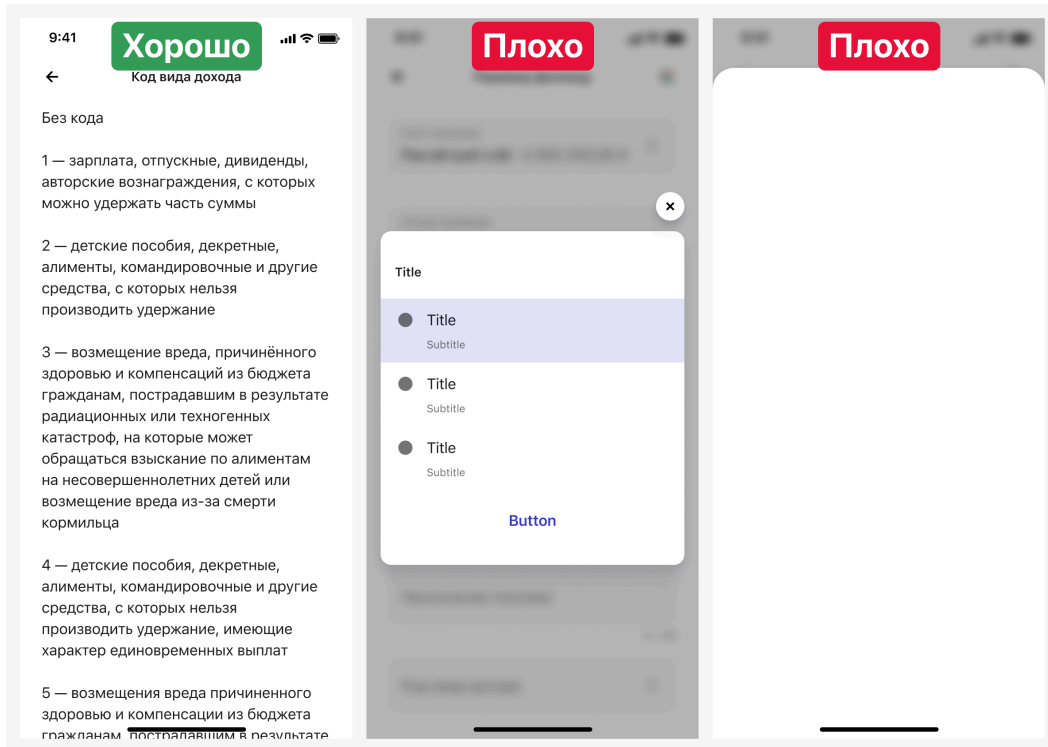 9:41
Хорошо
Код вида дохода
Без кода
1 — зарплата, отпускные, дивиденды,
авторские вознаграждения, с которых
можно удержать часть суммы
2 — детские пособия, декретные,
алименты, командировочные и другие
средства, с которых нельзя
производить удержание
3 — возмещение вреда, причинённого
здоровью и компенсаций из бюджета
гражданам, пострадавшим в результате
радиационных или техногенных
катастроф, на которые может
обращаться взыскание по алиментам
на несовершеннолетних детей или
возмещение вреда из-за смерти
кормильца
4 — детские пособия, декретные,
алименты, командировочные и другие
средства, с которых нельзя
производить удержание, имеющие
характер единовременных выплат
5 — возмещения вреда причиненного
здоровью и компенсации из бюджета
гражданам, пострадавшим в результате
Плохо
Title
Title
Subtitle
Title
Subtitle
Title
Subtitle
Button
Плохо